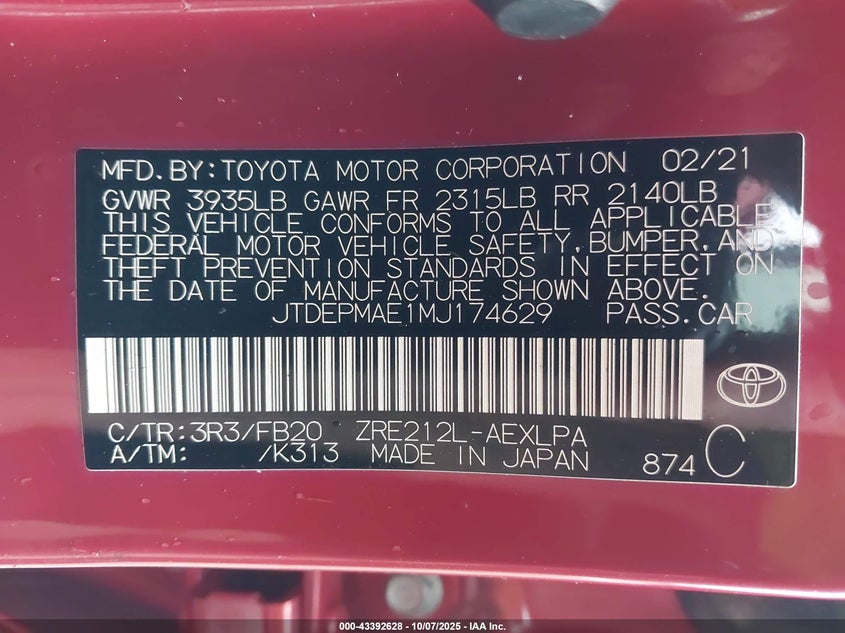 MFD.BY:TOYOTA MOTOR CORPORATION 02/21
GVWR 3935LB GAWR FR 2315LB RR 2140LB
THIS VEHICLE CONFORMS TO ALL APPLICABLE
FEDERAL MOTOR VEHICLE SAFETY,BUMPER,AND
THEFT PREVENTION STANDARDS IN EFFECT ON
THE DATE OF MANUFACTURE SHOWN ABOVE.
JTDEPMAE1MJ174629 PASS.CAR
C/TR:3R3/FB20 ZRE212L-AEXLPA
A/TM: /K313 MADE IN JAPAN 874 C
000-43392628 - 10/07/2025 - IAA Inc.